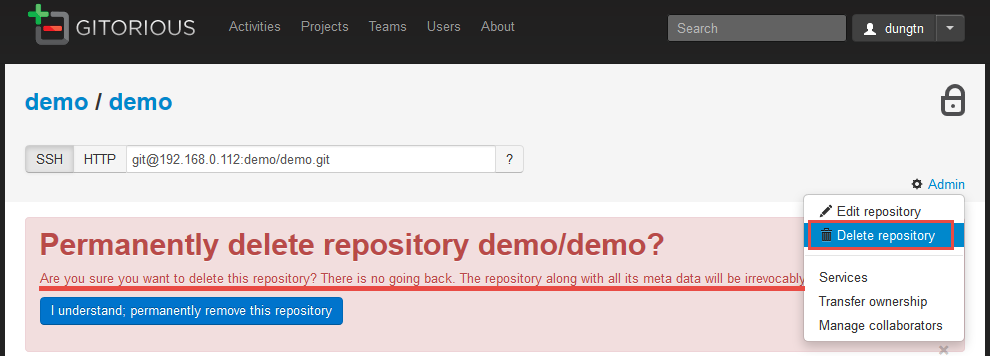 GITORIOUS Activities Projects Teams Users About Search dungtn
demo / demo
SSH HTTP git@192.168.0.112:demo/demo.git ?
Admin
Edit repository
Delete repository
Services
Transfer ownership
Manage collaborators
Permanently delete repository demo/demo?
Are you sure you want to delete this repository? There is no going back. The repository along with all its meta data will be irrevocably
I understand; permanently remove this repository